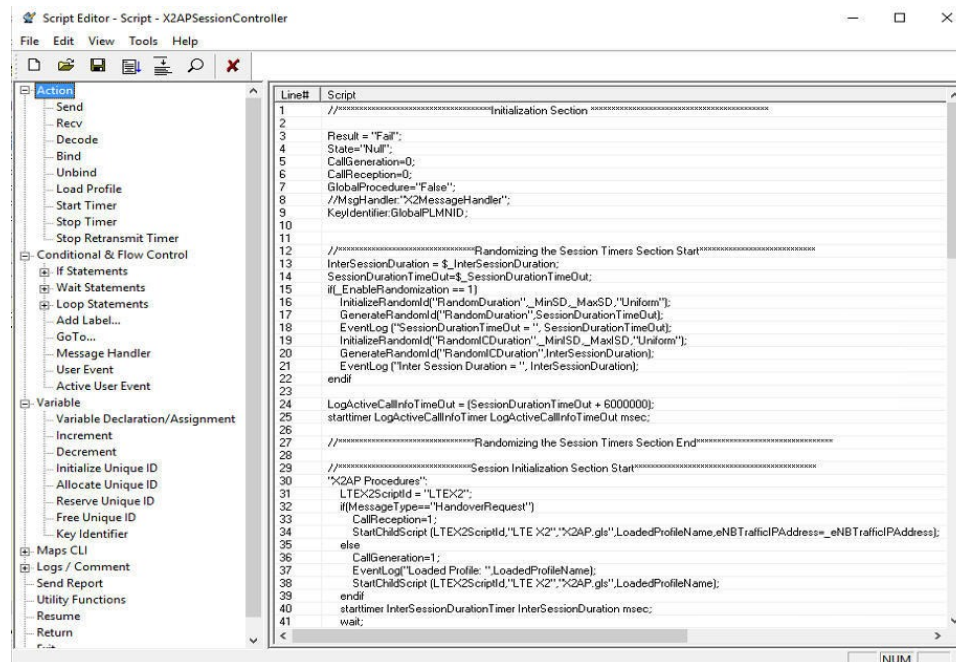 Script Editor - Script - X2APSessionController
File Edit View Tools Help
Action
Send
Recv
Decode
Bind
Unbind
Load Profile
Start Timer
Stop Timer
Stop Retransmit Timer
Conditional & Flow Control
If Statements
Wait Statements
Loop Statements
Add Label...
GoTo...
Message Handler
User Event
Active User Event
Variable
Variable Declaration/Assignment
Increment
Decrement
Initialize Unique ID
Allocate Unique ID
Reserve Unique ID
Free Unique ID
Key Identifier
Maps CLI
Logs / Comment
Send Report
Utility Functions
Resume
Return
Line# Script
1 //************************************Initialization Section ******************************************
2
3 Result = "Fail";
4 State="Null";
5 CallGeneration=0;
6 CallReception=0;
7 GlobalProcedure="False";
8 //MsgHandler:"X2MessageHandler";
9 KeyIdentifier:GlobalPLMNID;
10
11
12 //********************************Randomizing the Session Timers Section Start***************************
13 InterSessionDuration = $_InterSessionDuration;
14 SessionDurationTimeOut=$_SessionDurationTimeOut;
15 if(_EnableRandomization == 1)
16 InitializeRandomId("RandomDuration",_MinSD,_MaxSD,"Uniform");
17 GenerateRandomId("RandomDuration",SessionDurationTimeOut);
18 EventLog ("SessionDurationTimeOut = ", SessionDurationTimeOut);
19 InitializeRandomId("RandomICDuration",_MinISD,_MaxISD,"Uniform");
20 GenerateRandomId("RandomICDuration",InterSessionDuration);
21 EventLog ("Inter Session Duration = ", InterSessionDuration);
22 endif
23
24 LogActiveCallInfoTimeOut = (SessionDurationTimeOut + 6000000);
25 starttimer LogActiveCallInfoTimer LogActiveCallInfoTimeOut msec;
26
27 //********************************Randomizing the Session Timers Section End********************************
28
29 //*******************************Session Initialization Section Start*******************************************
30 "X2AP Procedures":
31 LTEX2ScriptId = "LTEX2";
32 if(MessageType=="HandoverRequest")
33 CallReception=1;
34 StartChildScript (LTEX2ScriptId,"LTE X2","X2AP.gls",LoadedProfileName,eNBTrafficIPAddress=_eNBTrafficIPAddress);
35 else
36 CallGeneration=1;
37 EventLog("Loaded Profile: ",LoadedProfileName);
38 StartChildScript (LTEX2ScriptId,"LTE X2","X2AP.gls",LoadedProfileName);
39 endif
40 starttimer InterSessionDurationTimer InterSessionDuration msec;
41 wait;
NUM